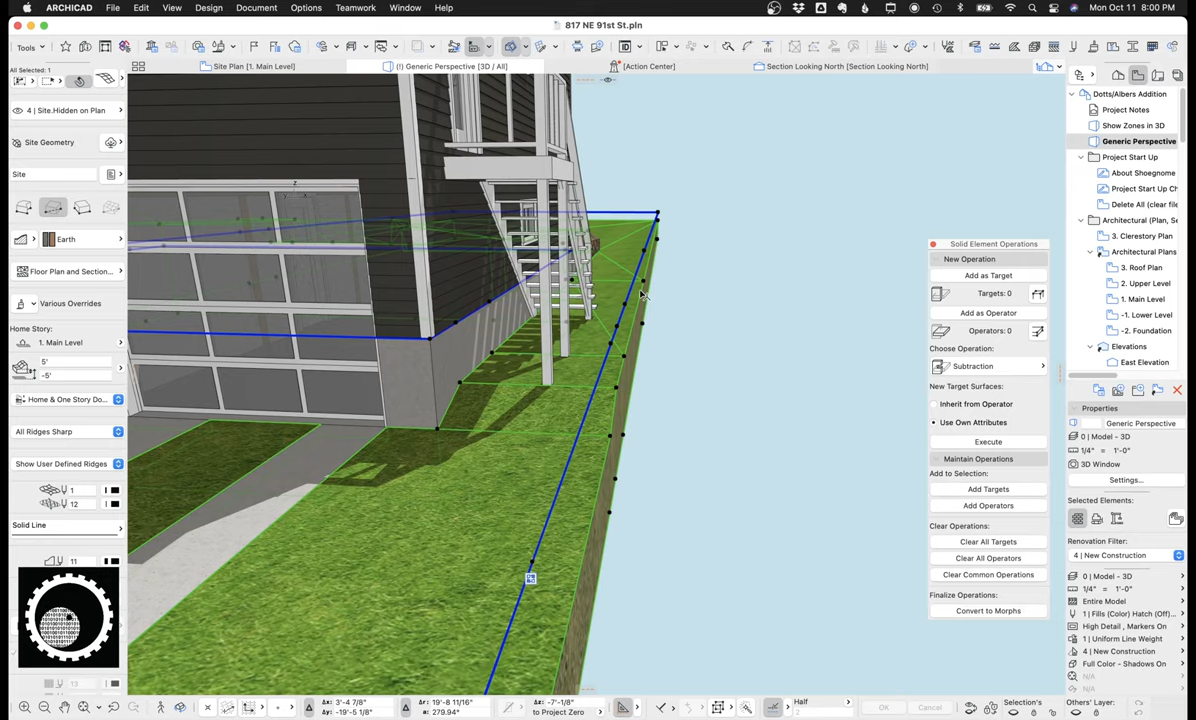 ARCHICAD File Edit View Design Document Options Teamwork Window Help
Mon Oct 11 8:00 PM
817 NE 91st St.pln
Tools
All Selected: 1
Site Plan [1. Main Level]
(!) Generic Perspective [3D / All]
[Action Center]
Section Looking North [Section Looking North]
4 | Site.Hidden on Plan
Site Geometry
Site
Earth
Floor Plan and Section...
Various Overrides
Home Story:
1. Main Level
5'
-5'
Home & One Story Do...
All Ridges Sharp
Show User Defined Ridges
1
12
Solid Line
11
13
z
Solid Element Operations
New Operation
Add as Target
Targets: 0
Add as Operator
Operators: 0
Choose Operation:
Subtraction
New Target Surfaces:
Inherit from Operator
Use Own Attributes
Execute
Maintain Operations
Add to Selection:
Add Targets
Add Operators
Clear Operations:
Clear All Targets
Clear All Operators
Clear Common Operations
Finalize Operations:
Convert to Morphs
Dotts/Albers Addition
Project Notes
Show Zones in 3D
Generic Perspective
Project Start Up
About Shoegnome
Project Start Up Ch
Delete All (clear file
Architectural (Plan, Se
3. Clerestory Plan
Architectural Plans
3. Roof Plan
2. Upper Level
1. Main Level
-1. Lower Level
-2. Foundation
Elevations
East Elevation
Properties
Generic Perspective
0 | Model - 3D
1/4" = 1'-0"
3D Window
Settings...
Selected Elements:
Renovation Filter:
4 | New Construction
0 | Model - 3D
1/4" = 1'-0"
Entire Model
1 | Fills (Color) Hatch (Off)...
High Detail , Markers On
1 | Uniform Line Weight
4 | New Construction
Full Color - Shadows On
N/A
N/A
Δx: 3'-4 7/8"
Δy: -19'-5 1/8"
Δr: 19'-8 11/16"
a: 279.94°
Δz: -7'-1/8"
to Project Zero
Half
2
OK
Cancel
Selection's:
Others' Layer: